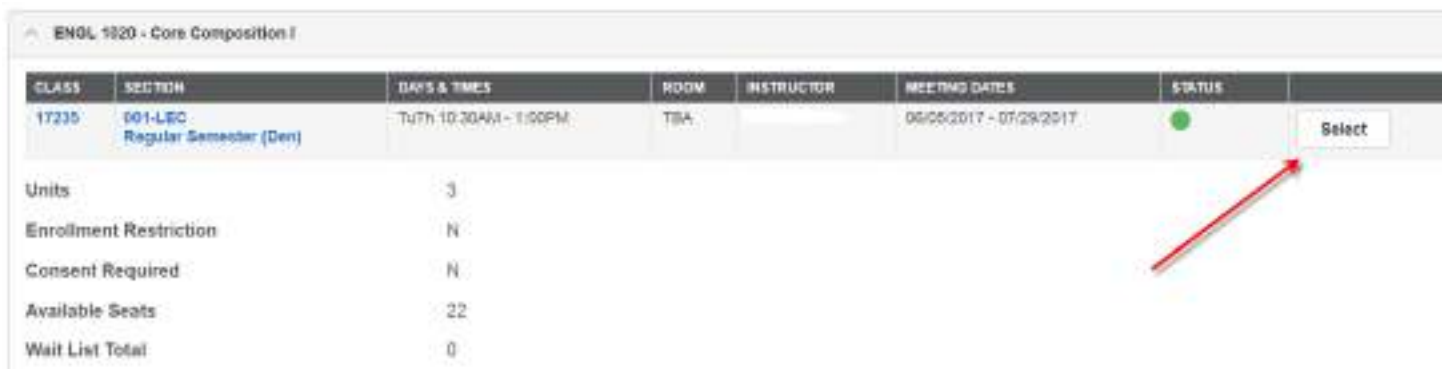 ENGL 1020 - Core Composition I
CLASS SECTION DAYS & TIMES ROOM INSTRUCTOR MEETING DATES STATUS
17235 001-LEC TuTh 10:30AM - 1:00PM TBA 06/05/2017 - 07/29/2017 Select
Regular Semester (Den)
Units 3
Enrollment Restriction N
Consent Required N
Available Seats 22
Wait List Total 0